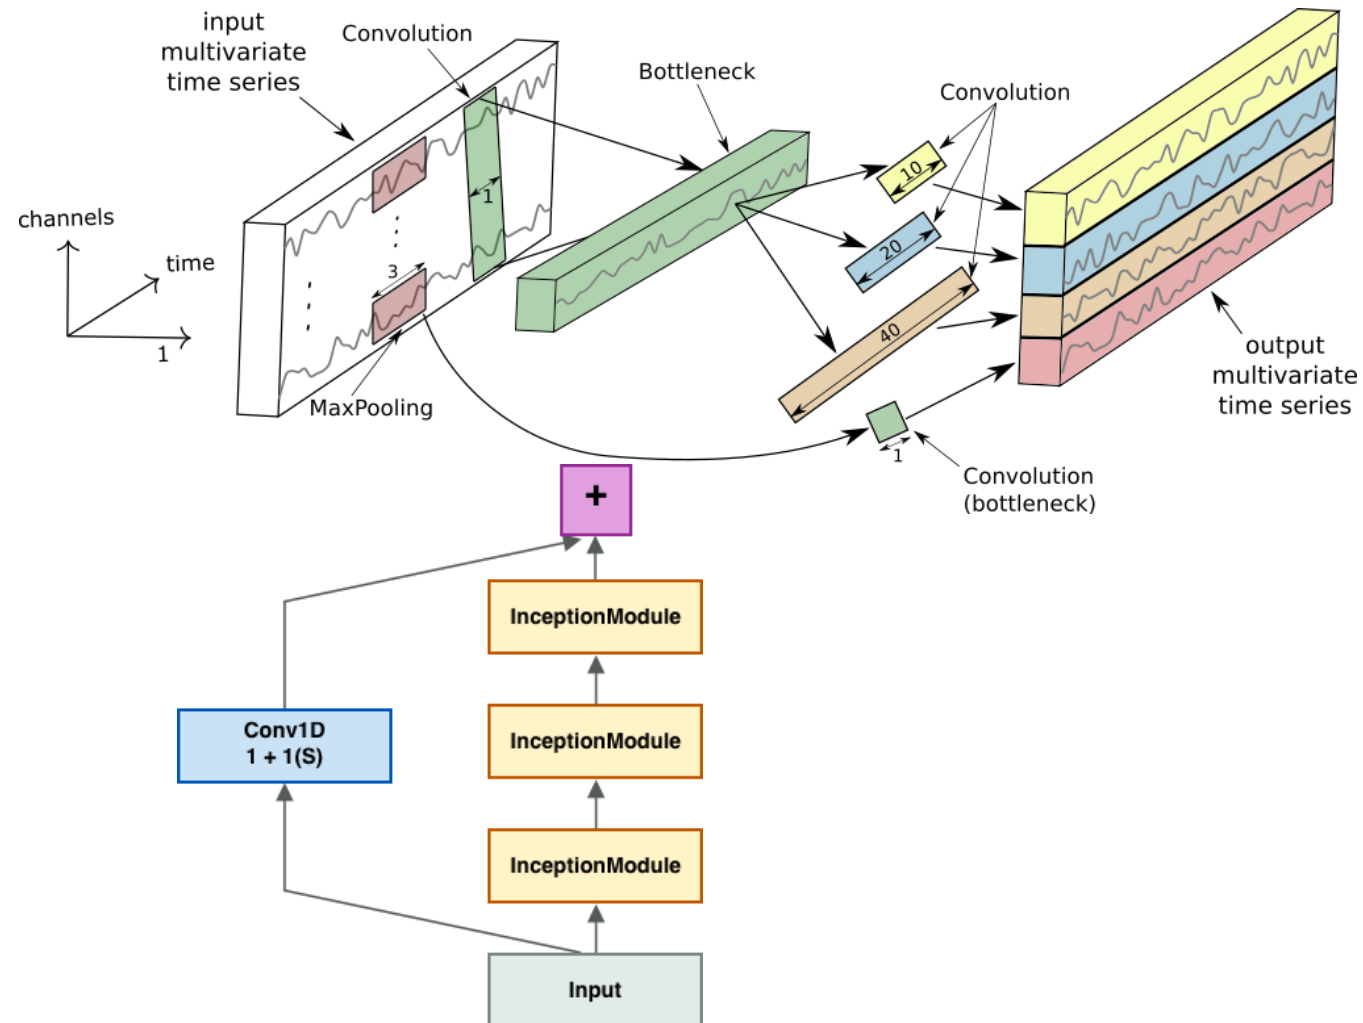 input
multivariate
time series
Convolution
Bottleneck
Convolution
channels
time
1
3
1
10
20
40
MaxPooling
1
Convolution
(bottleneck)
output
multivariate
time series
+
InceptionModule
InceptionModule
Conv1D
1 + 1(S)
InceptionModule
Input